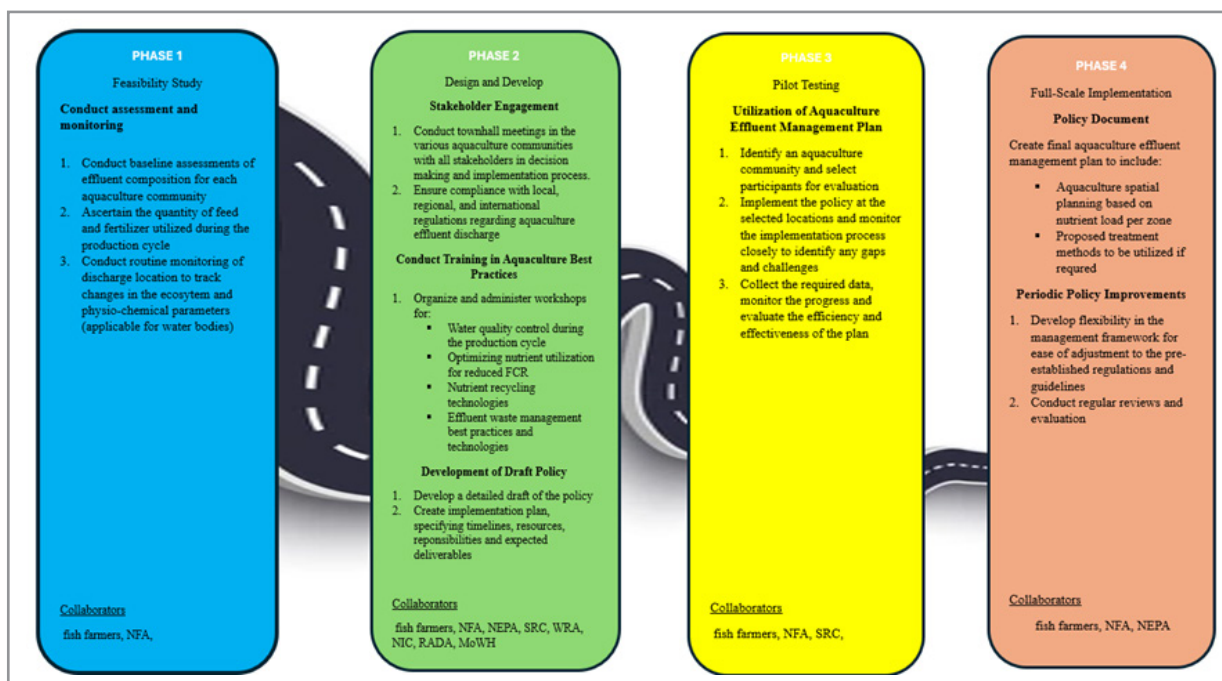 PHASE 1
Feasibility Study
Conduct assessment and
monitoring
1. Conduct baseline assessments of
effluent composition for each
aquaculture community
2. Ascertain the quantity of feed
and fertilizer utilized during the
production cycle
3. Conduct routine monitoring of
discharge location to track
changes in the ecosytem and
physio-chemical parameters
(applicable for water bodies)
Collaborators
fish farmers, NFA,
PHASE 2
Design and Develop
Stakeholder Engagement
1. Conduct townhall meetings in the
various aquaculture communities
with all stakeholders in decision
making and implementation process.
2. Ensure compliance with local,
regional, and international
regulations regarding aquaculture
effluent discharge
Conduct Training in Aquaculture Best
Practices
1. Organize and administer workshops
for:
▪ Water quality control during
the production cycle
▪ Optimizing nutrient utilization
for reduced FCR
▪ Nutrient recycling
technologies
▪ Effluent waste management
best practices and
technologies
Development of Draft Policy
1. Develop a detailed draft of the policy
2. Create implementation plan,
specifying timelines, resources,
reponsibilities and expected
deliverables
Collaborators
fish farmers, NFA, NEPA, SRC, WRA,
NIC, RADA, MoWH
PHASE 3
Pilot Testing
Utilization of Aquaculture
Effluent Management Plan
1. Identify an aquaculture
community and select
participants for evaluation
2. Implement the policy at the
selected locations and monitor
the implementation process
closely to identify any gaps
and challenges
3. Collect the required data,
monitor the progress and
evaluate the efficiency and
effectiveness of the plan
Collaborators
fish farmers, NFA, SRC,
PHASE 4
Full-Scale Implementation
Policy Document
Create final aquaculture effluent
management plan to include:
▪ Aquaculture spatial
planning based on
nutrient load per zone
▪ Proposed treatment
methods to be utilized if
requred
Periodic Policy Improvements
1. Develop flexibility in the
management framework for
ease of adjustment to the pre-
established regulations and
guidelines
2. Conduct regular reviews and
evaluation
Collaborators
fish farmers, NFA, NEPA